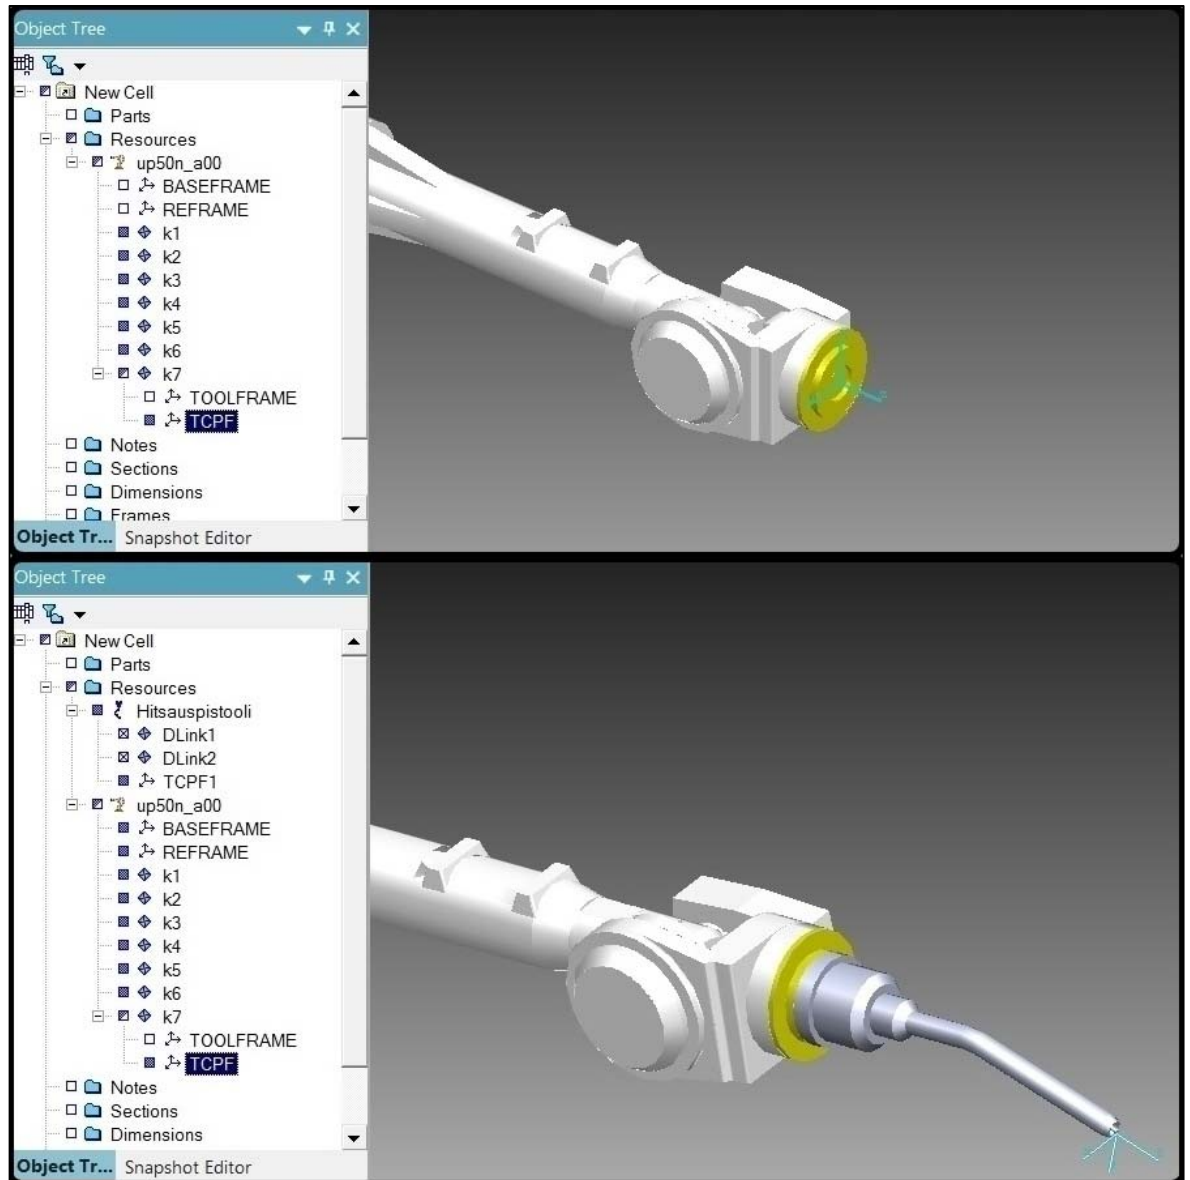 Object Tree
New Cell
Parts
Resources
up50n_a00
BASEFRAME
REFRAME
k1
k2
k3
k4
k5
k6
k7
TOOLFRAME
TCPF
Notes
Sections
Dimensions
Frames
Object Tr... Snapshot Editor
Object Tree
New Cell
Parts
Resources
Hitsauspistooli
DLink1
DLink2
TCPF1
up50n_a00
BASEFRAME
REFRAME
k1
k2
k3
k4
k5
k6
k7
TOOLFRAME
TCPF
Notes
Sections
Dimensions
Object Tr... Snapshot Editor